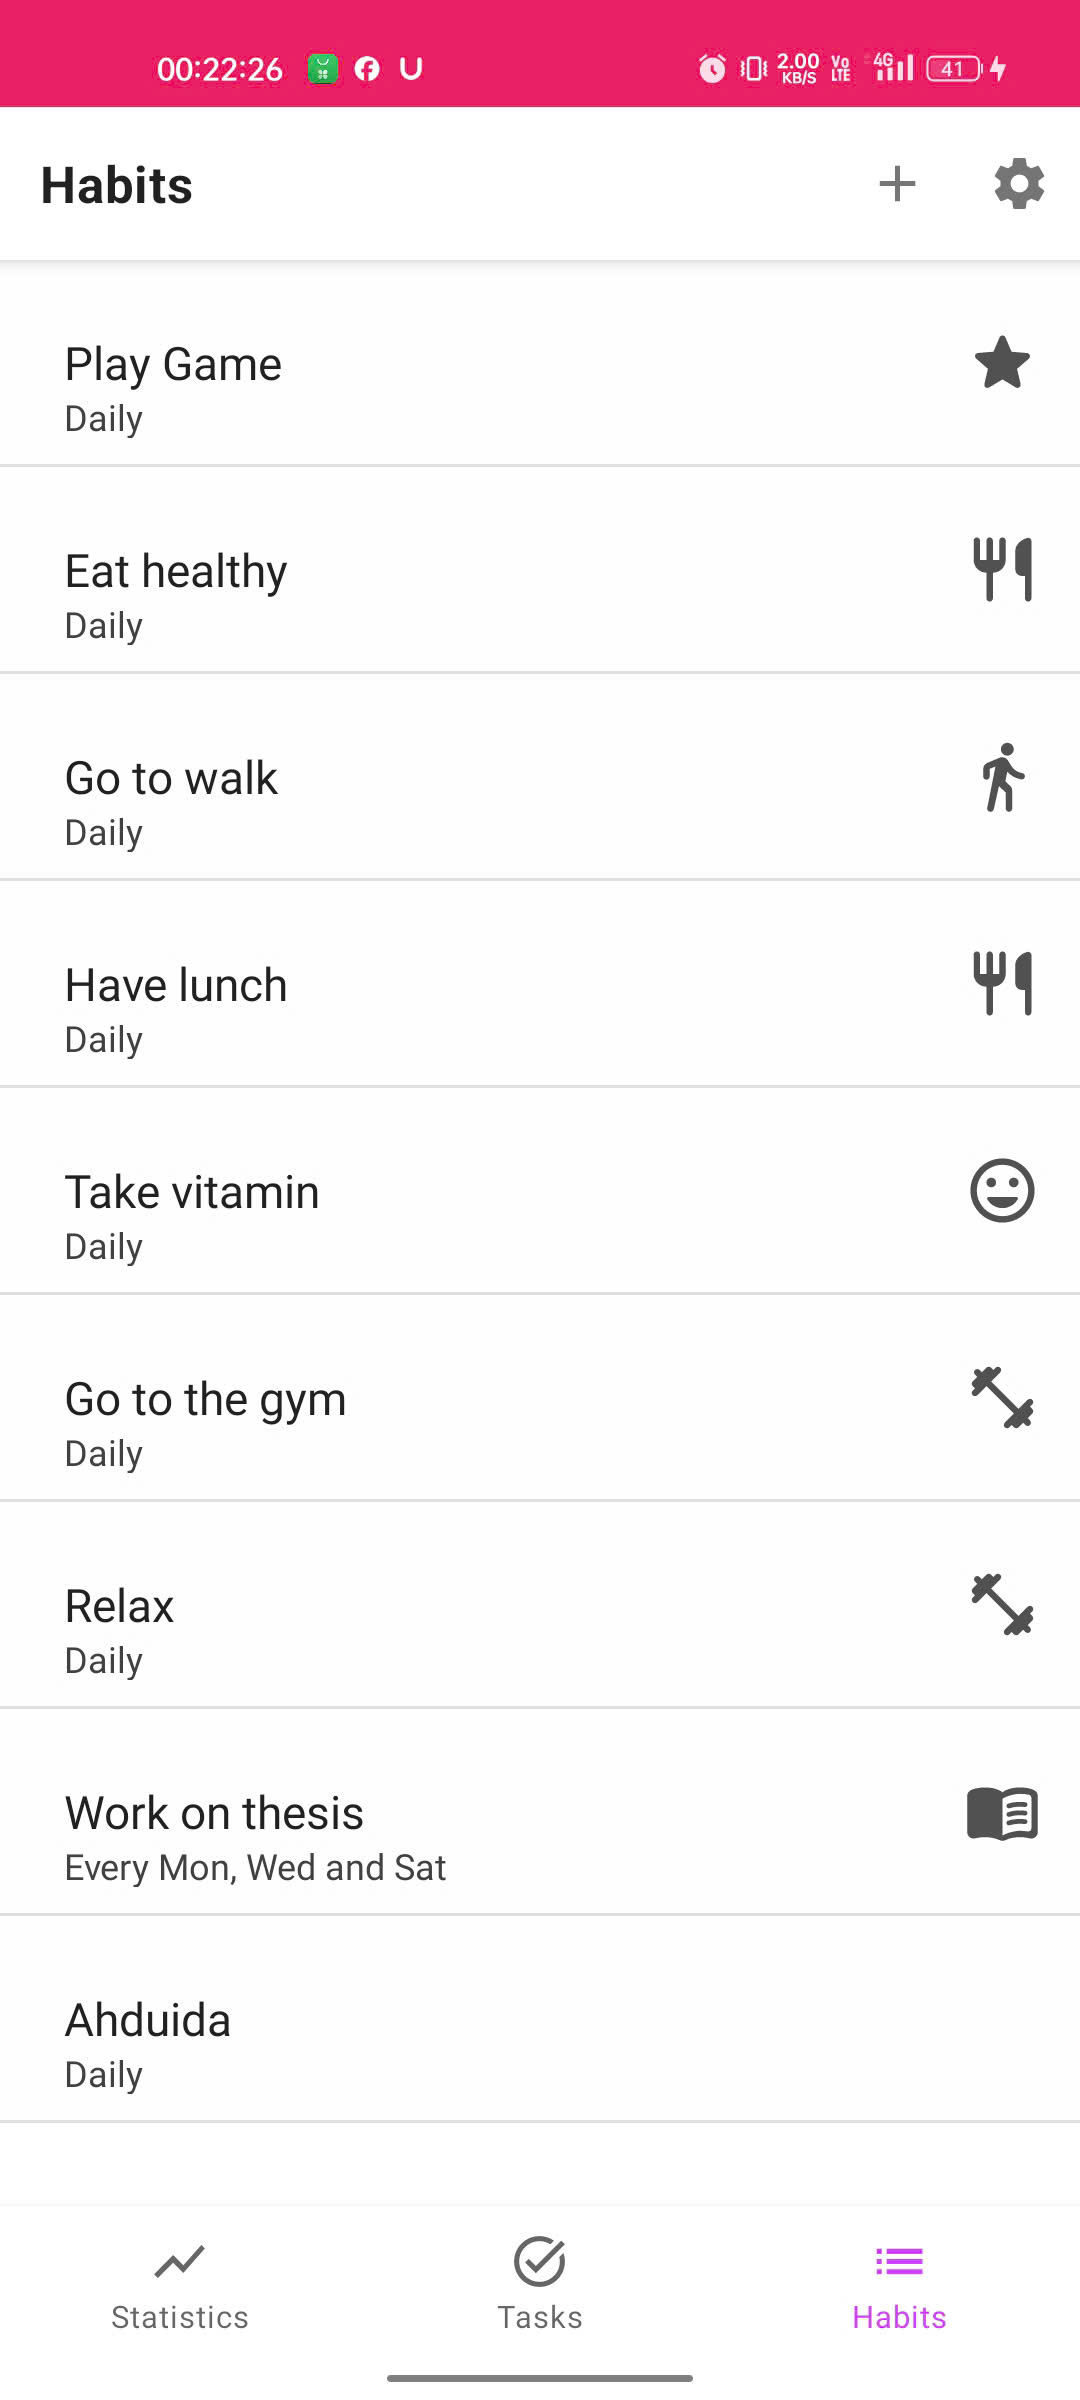 00:22:26 U 2.00 KB/S Vo LTE 4G 41
Habits
Play Game
Daily
Eat healthy
Daily
Go to walk
Daily
Have lunch
Daily
Take vitamin
Daily
Go to the gym
Daily
Relax
Daily
Work on thesis
Every Mon, Wed and Sat
Ahduida
Daily
Statistics Tasks Habits